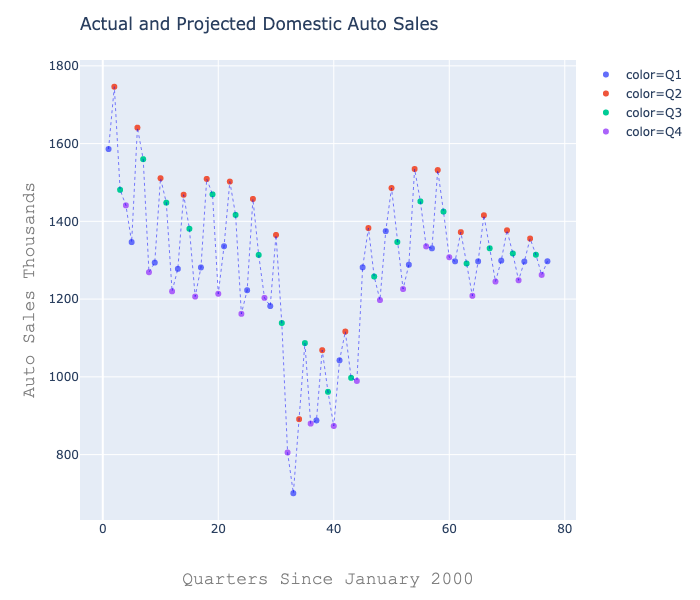 Actual and Projected Domestic Auto Sales
color=Q1
color=Q2
color=Q3
color=Q4
Auto Sales Thousands
1800
1600
1400
1200
1000
800
0 20 40 60 80
Quarters Since January 2000